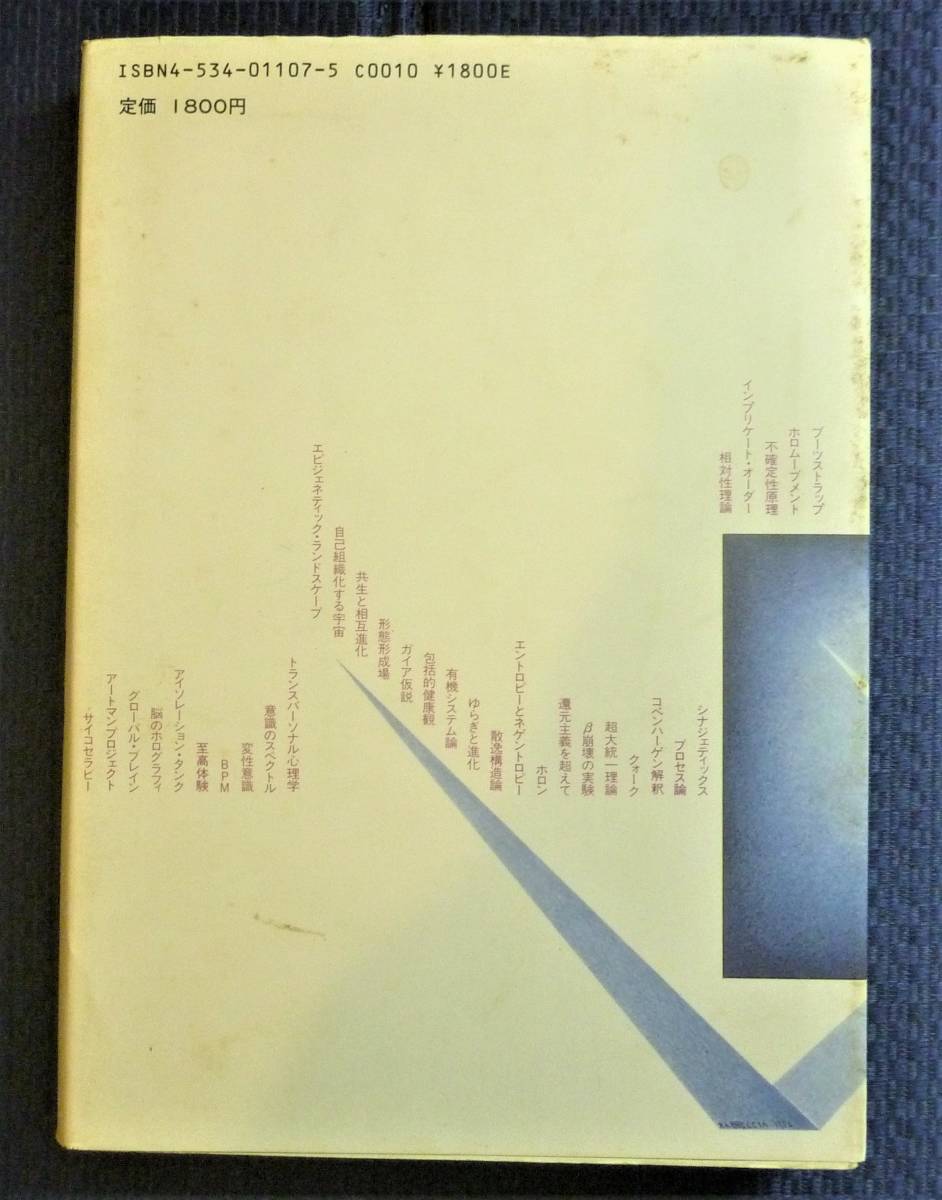 ISBN4-534-01107-5 C0010 ¥1800E
定価 1800円
ブーツストラップ
ホロムーブメント
不確定性原理
インプリケート・オーダー
相対性理論
シナジェティックス
プロセス論
コペンハーゲン解釈
クォーク
超大統一理論
β崩壊の実験
還元主義を超えて
ホロン
エントロピーとネゲントロピー
散逸構造論
ゆらぎと進化
有機システム論
包括的健康観
ガイア仮説
形態形成場
共生と相互進化
自己組織化する宇宙
エピジェネティック・ランドスケープ
トランスパーソナル心理学
意識のスペクトル
変性意識
BPM
至高体験
アイソレーション・タンク
脳のホログラフィ
グローバル・ブレイン
アートマンプロジェクト
サイコセラピー